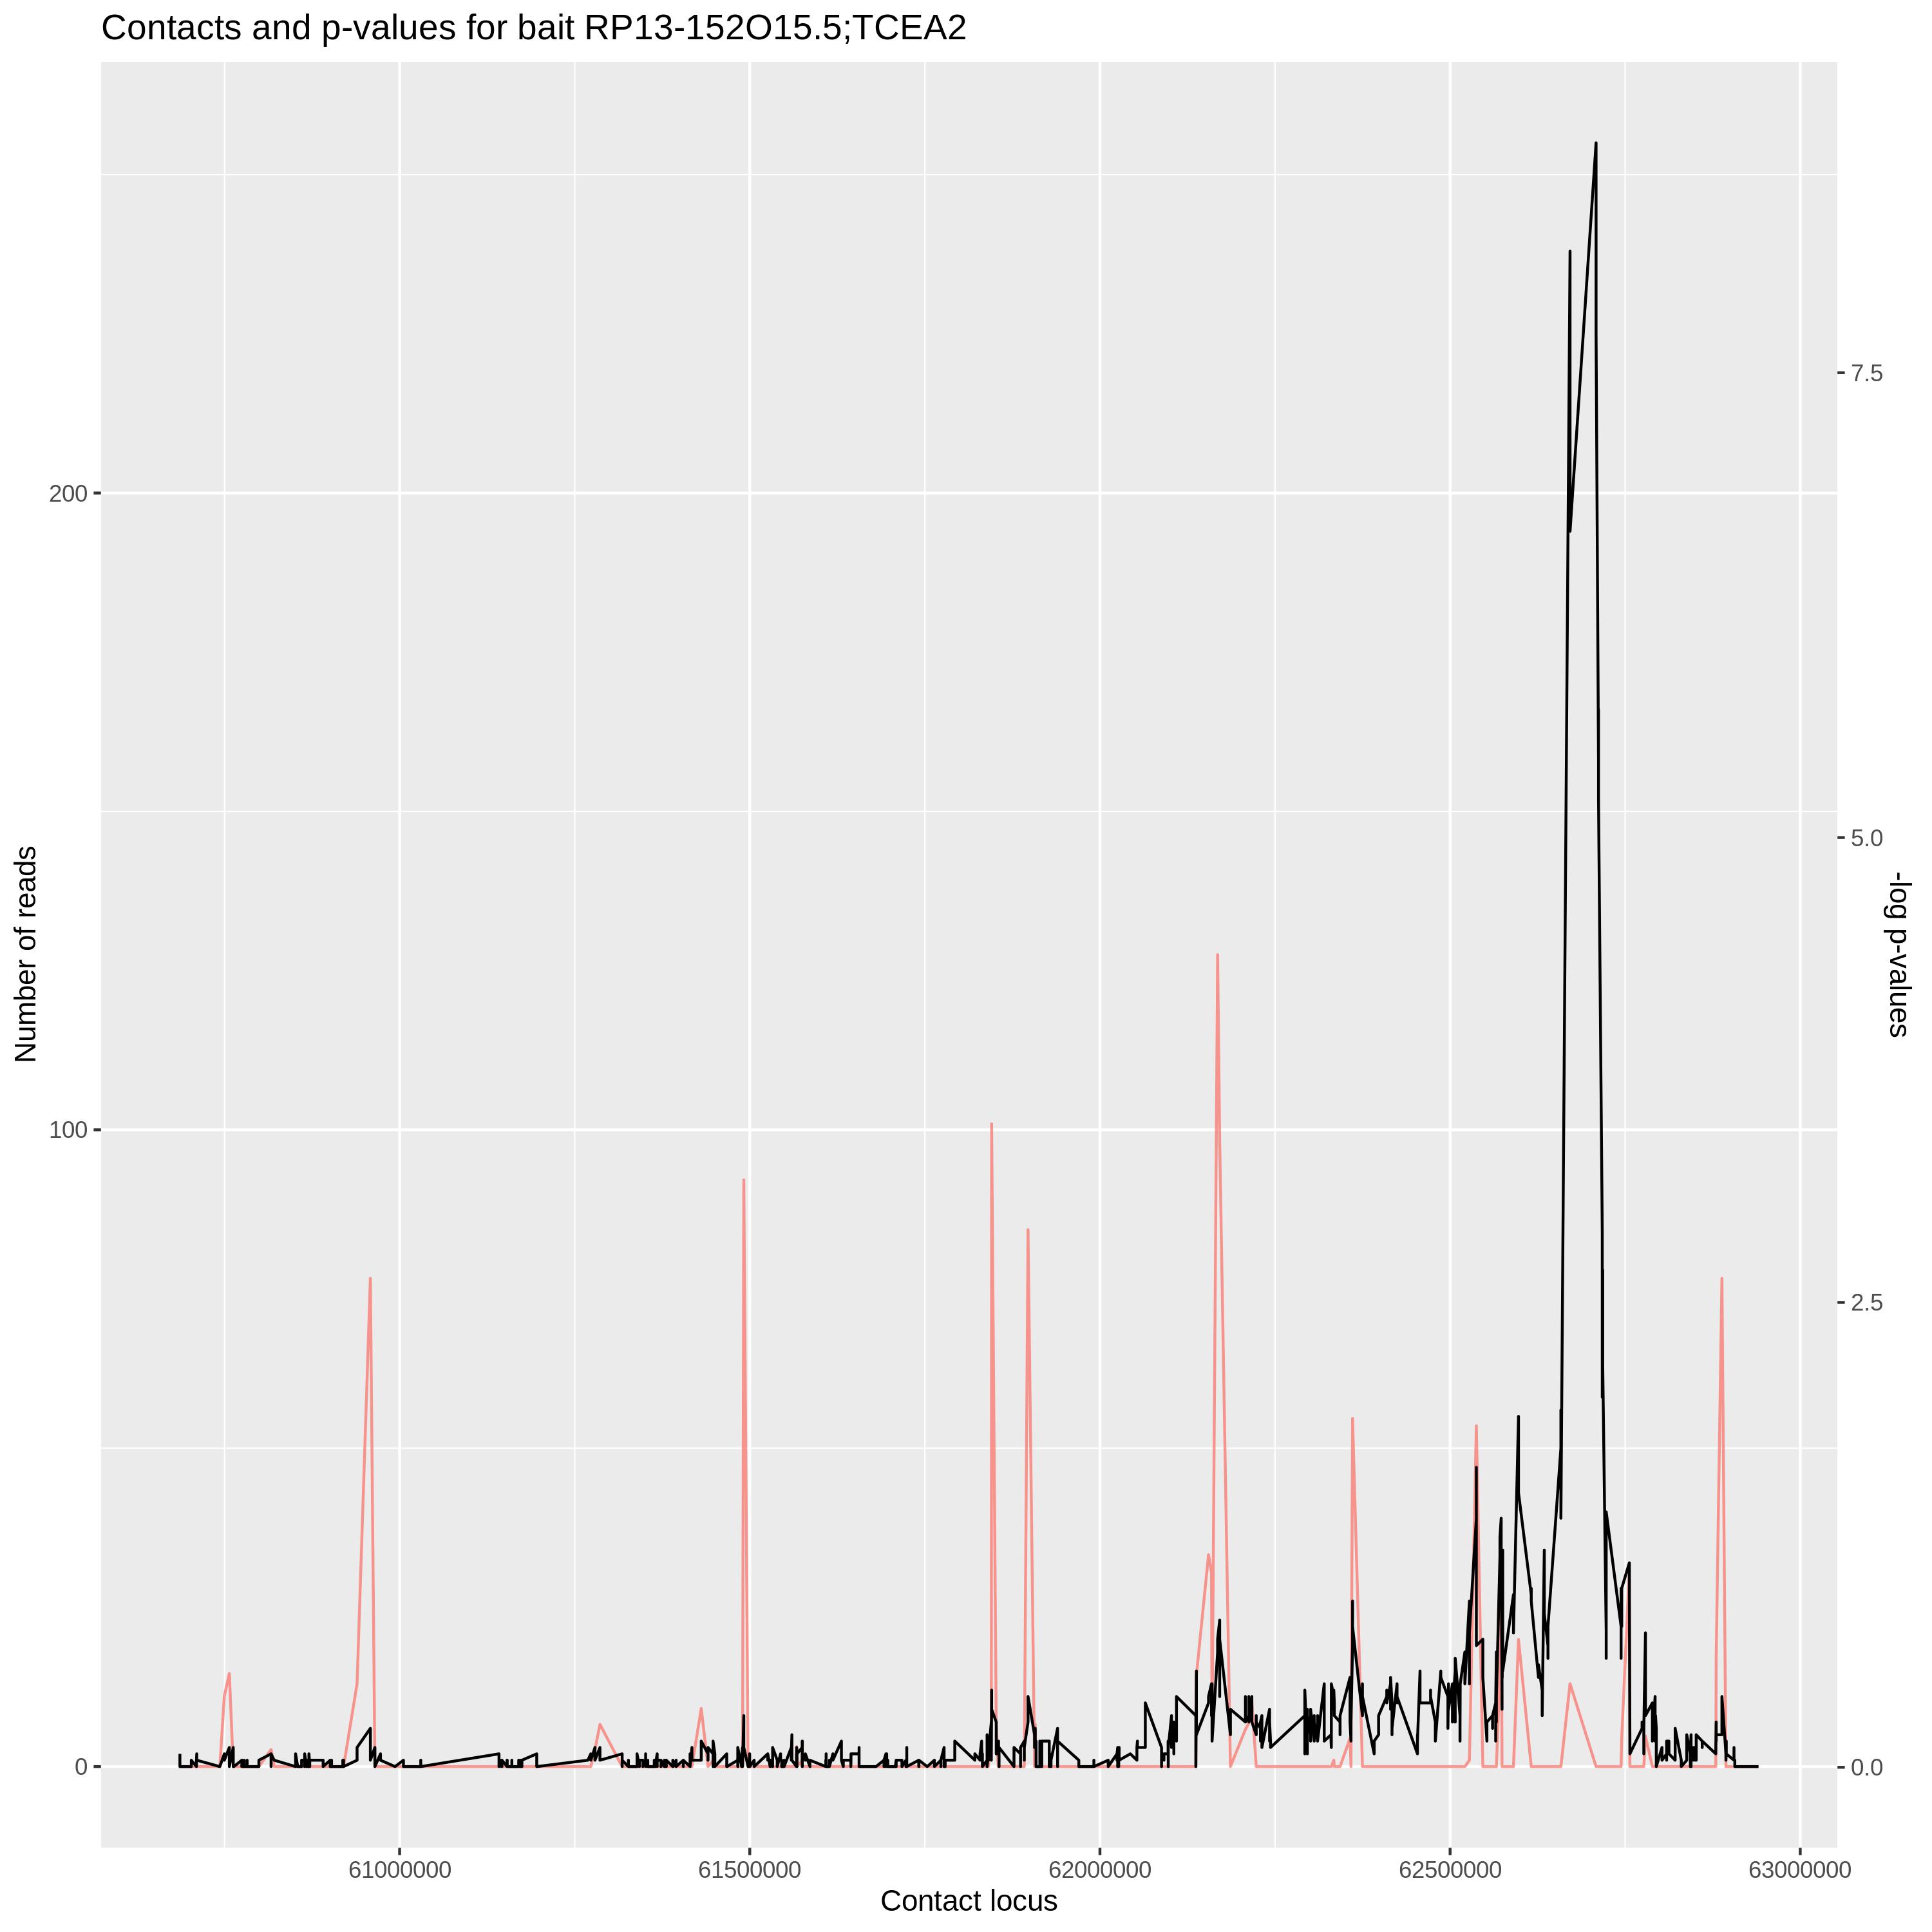 Contacts and p-values for bait RP13-152O15.5;TCEA2
Number of reads
200
100
0
7.5
5.0
2.5
0.0
-log p-values
61000000 61500000 62000000 62500000 63000000
Contact locus